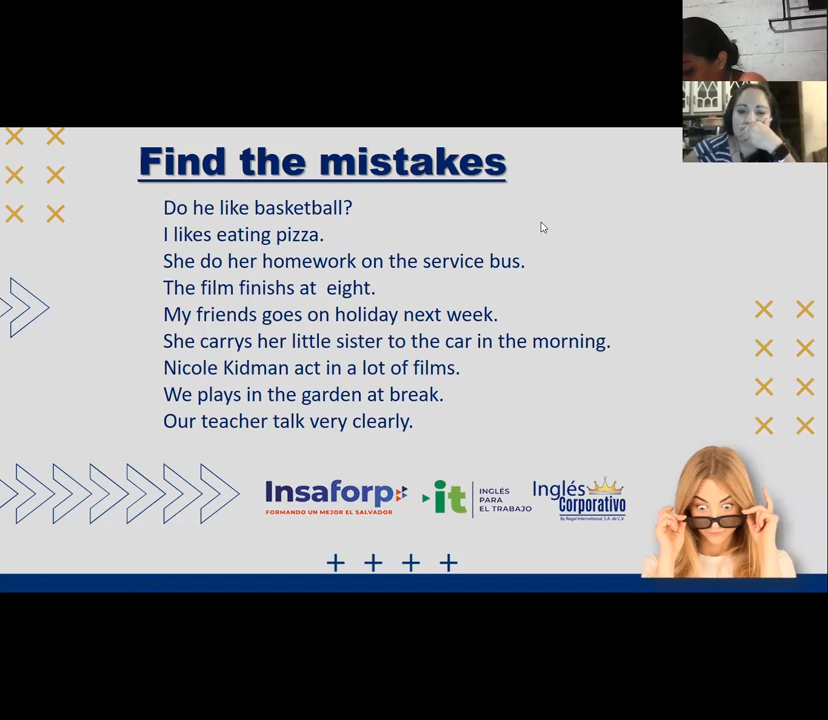 Find the mistakes
Do he like basketball?
I likes eating pizza.
She do her homework on the service bus.
The film finishs at  eight.
My friends goes on holiday next week.
She carrys her little sister to the car in the morning.
Nicole Kidman act in a lot of films.
We plays in the garden at break.
Our teacher talk very clearly.
Insaforp
FORMANDO UN MEJOR EL SALVADOR
it
INGLÉS
PARA
EL TRABAJO
Inglés
Corporativo
By Regal International, S.A. de C.V.